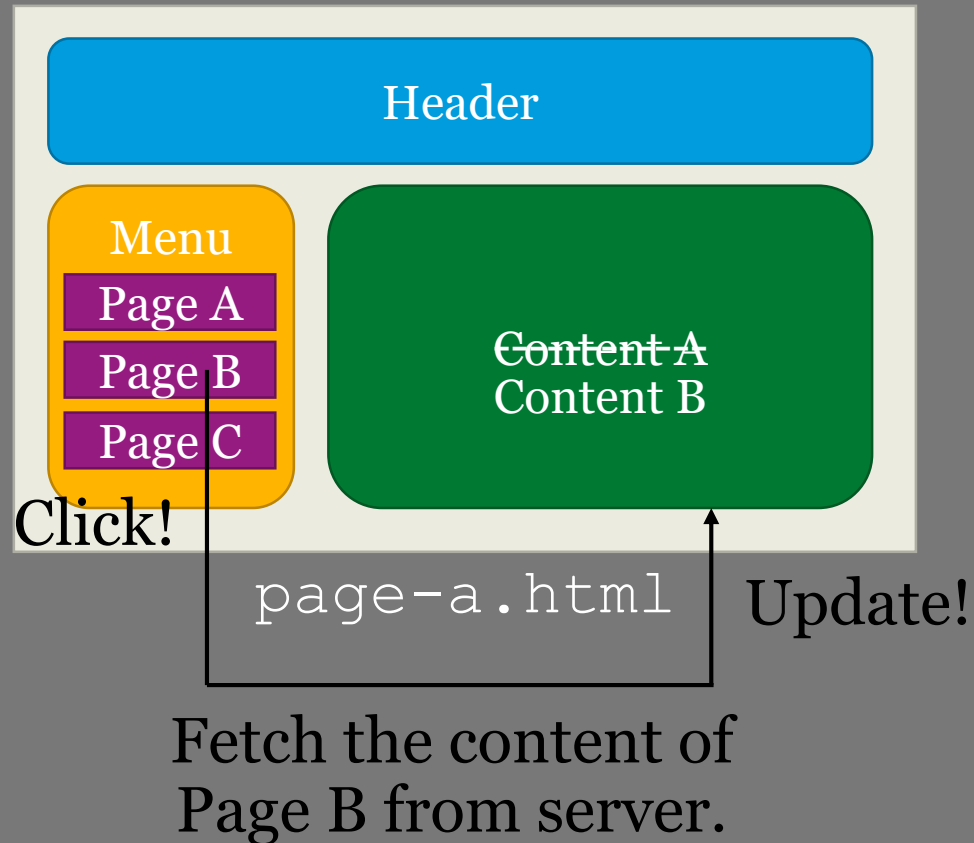 Header
Menu
Page A
Page B
Page C
Content A
Content B
Click!
page-a.html
Update!
Fetch the content of
Page B from server.